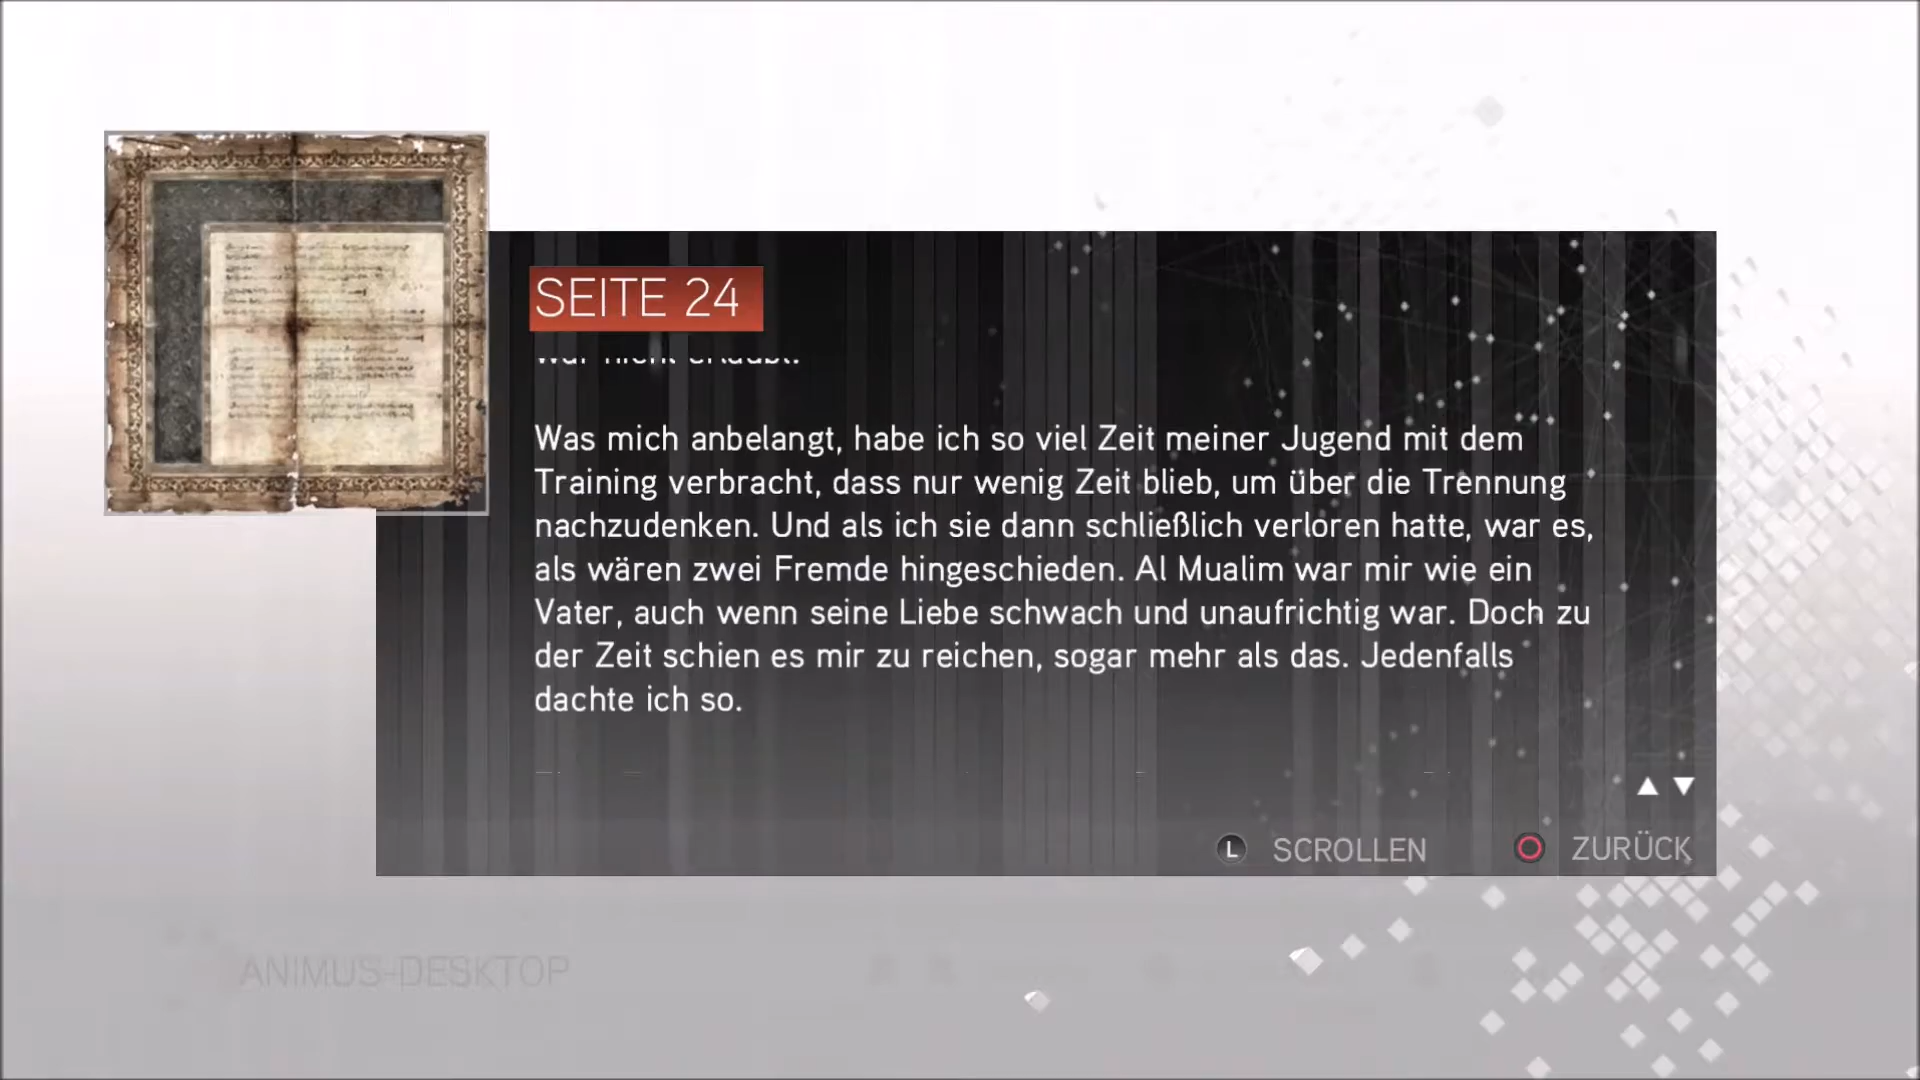 SEITE 24
war nicht erlaubt.
Was mich anbelangt, habe ich so viel Zeit meiner Jugend mit dem
Training verbracht, dass nur wenig Zeit blieb, um über die Trennung
nachzudenken. Und als ich sie dann schließlich verloren hatte, war es,
als wären zwei Fremde hingeschieden. Al Mualim war mir wie ein
Vater, auch wenn seine Liebe schwach und unaufrichtig war. Doch zu
der Zeit schien es mir zu reichen, sogar mehr als das. Jedenfalls
dachte ich so.
L SCROLLEN ZURÜCK
ANIMUS-DESKTOP